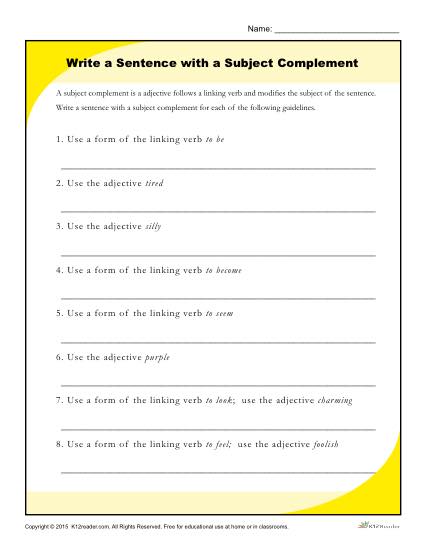 Name: ____________________
Write a Sentence with a Subject Complement
A subject complement is a adjective follows a linking verb and modifies the subject of the sentence.
Write a sentence with a subject complement for each of the following guidelines.
1. Use a form of the linking verb to be
2. Use the adjective tired
3. Use the adjective silly
4. Use a form of the linking verb to become
5. Use a form of the linking verb to seem
6. Use the adjective purple
7. Use a form of the linking verb to look; use the adjective charming
8. Use a form of the linking verb to feel; use the adjective foolish
Copyright © 2015 K12reader.com. All Rights Reserved. Free for educational use at home or in classrooms.
K12Reader